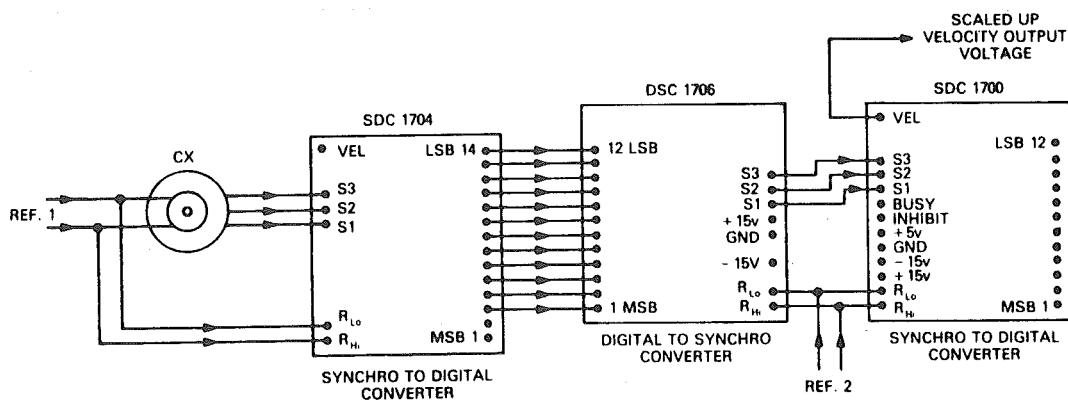 SCALED UP
VELOCITY OUTPUT
VOLTAGE
SDC 1704
DSC 1706
SDC 1700
CX
REF. 1
VEL
LSB 14
S3
S2
S1
R LO
R HI
MSB 1
SYNCHRO TO DIGITAL
CONVERTER
12 LSB
S3
S2
S1
+ 15v
GND
- 15V
R LO
R HI
1 MSB
DIGITAL TO SYNCHRO
CONVERTER
REF. 2
VEL
LSB 12
S3
S2
S1
BUSY
INHIBIT
+ 5v
GND
- 15v
+ 15v
R LO
R HI
MSB 1
SYNCHRO TO DIGITAL
CONVERTER